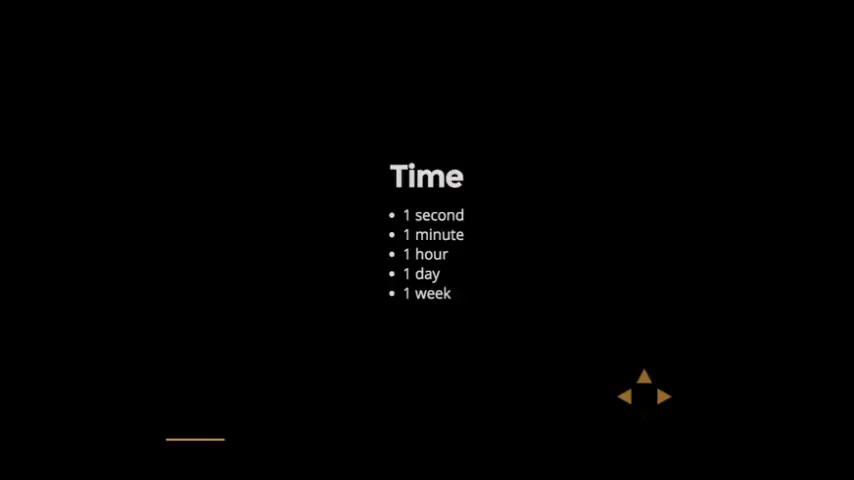 Time
• 1 second
• 1 minute
• 1 hour
• 1 day
• 1 week